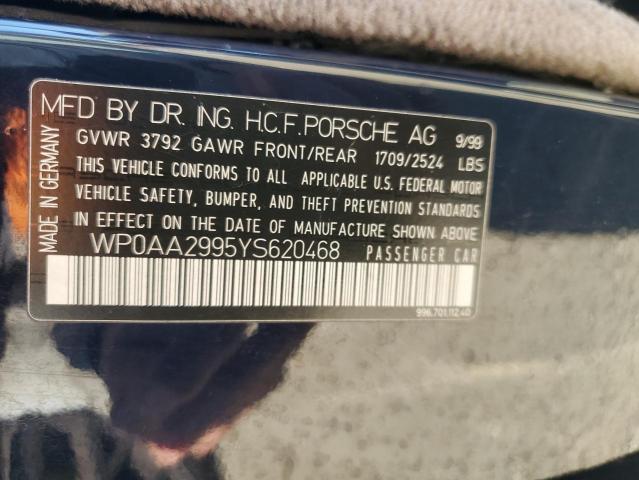 MFD BY DR. ING. H.C.F. PORSCHE AG 9/99
GVWR 3792 GAWR FRONT/REAR 1709/2524 LBS
THIS VEHICLE CONFORMS TO ALL APPLICABLE U.S. FEDERAL MOTOR
VEHICLE SAFETY, BUMPER, AND THEFT PREVENTION STANDARDS
IN EFFECT ON THE DATE OF MANUFACTURE SHOWN ABOVE.
WP0AA2995YS620468 PASSENGER CAR
996.701.112.40
MADE IN GERMANY